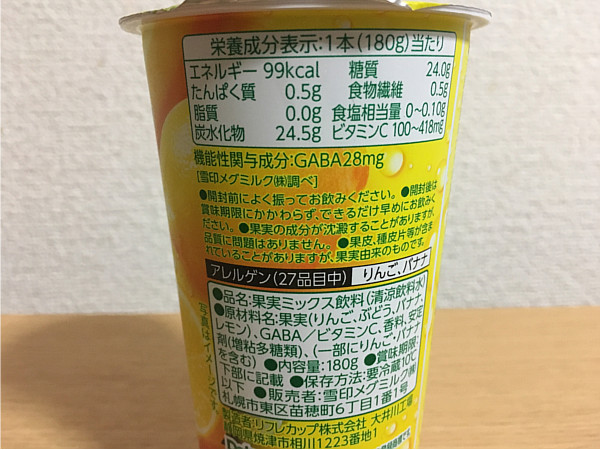 栄養成分表示:1本(180g)当たり
エネルギー 99kcal 糖質 24.0g
たんぱく質 0.5g 食物繊維 0.5g
脂質 0.0g 食塩相当量 0~0.10g
炭水化物 24.5g ビタミンC 100~418mg
機能性関与成分:GABA28mg
[雪印メグミルク㈱調べ]
●開封前によく振ってお飲みください。●開封後は
賞味期限にかかわらず、できるだけ早めにお飲みくだ
さい。●果実の成分が沈澱することがありますが、
品質に問題はありません。●果皮、種皮片等が含ま
れていることがありますが、果実由来のものです。
アレルゲン(27品目中) りんご、バナナ
●品名:果実ミックス飲料(清涼飲料水)
●原材料名:果実(りんご、ぶどう、バナナ、
レモン)、GABA/ビタミンC、香料、安定
剤(増粘多糖類)、(一部にりんご・バナナ
を含む) ●内容量:180g ●賞味期限:
下部に記載 ●保存方法:要冷蔵10℃
以下 ●販売者:雪印メグミルク㈱
札幌市東区苗穂町6丁目1番1号
製造者:リフレカップ株式会社 大井川工場
静岡県焼津市相川1223番地1
写真はイメージです。